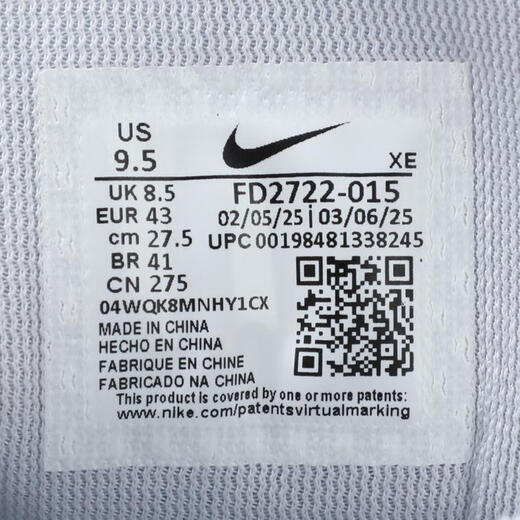 US
9.5
XE
UK 8.5
FD2722-015
EUR 43
02/05/25 | 03/06/25
cm 27.5
UPC 00198481338245
BR 41
CN 275
04WQK8MNHY1CX
MADE IN CHINA
HECHO EN CHINA
FABRIQUE EN CHINE
FABRICADO NA CHINA
This product is covered by one or more patents:
www.nike.com/patentsvirtualmarking